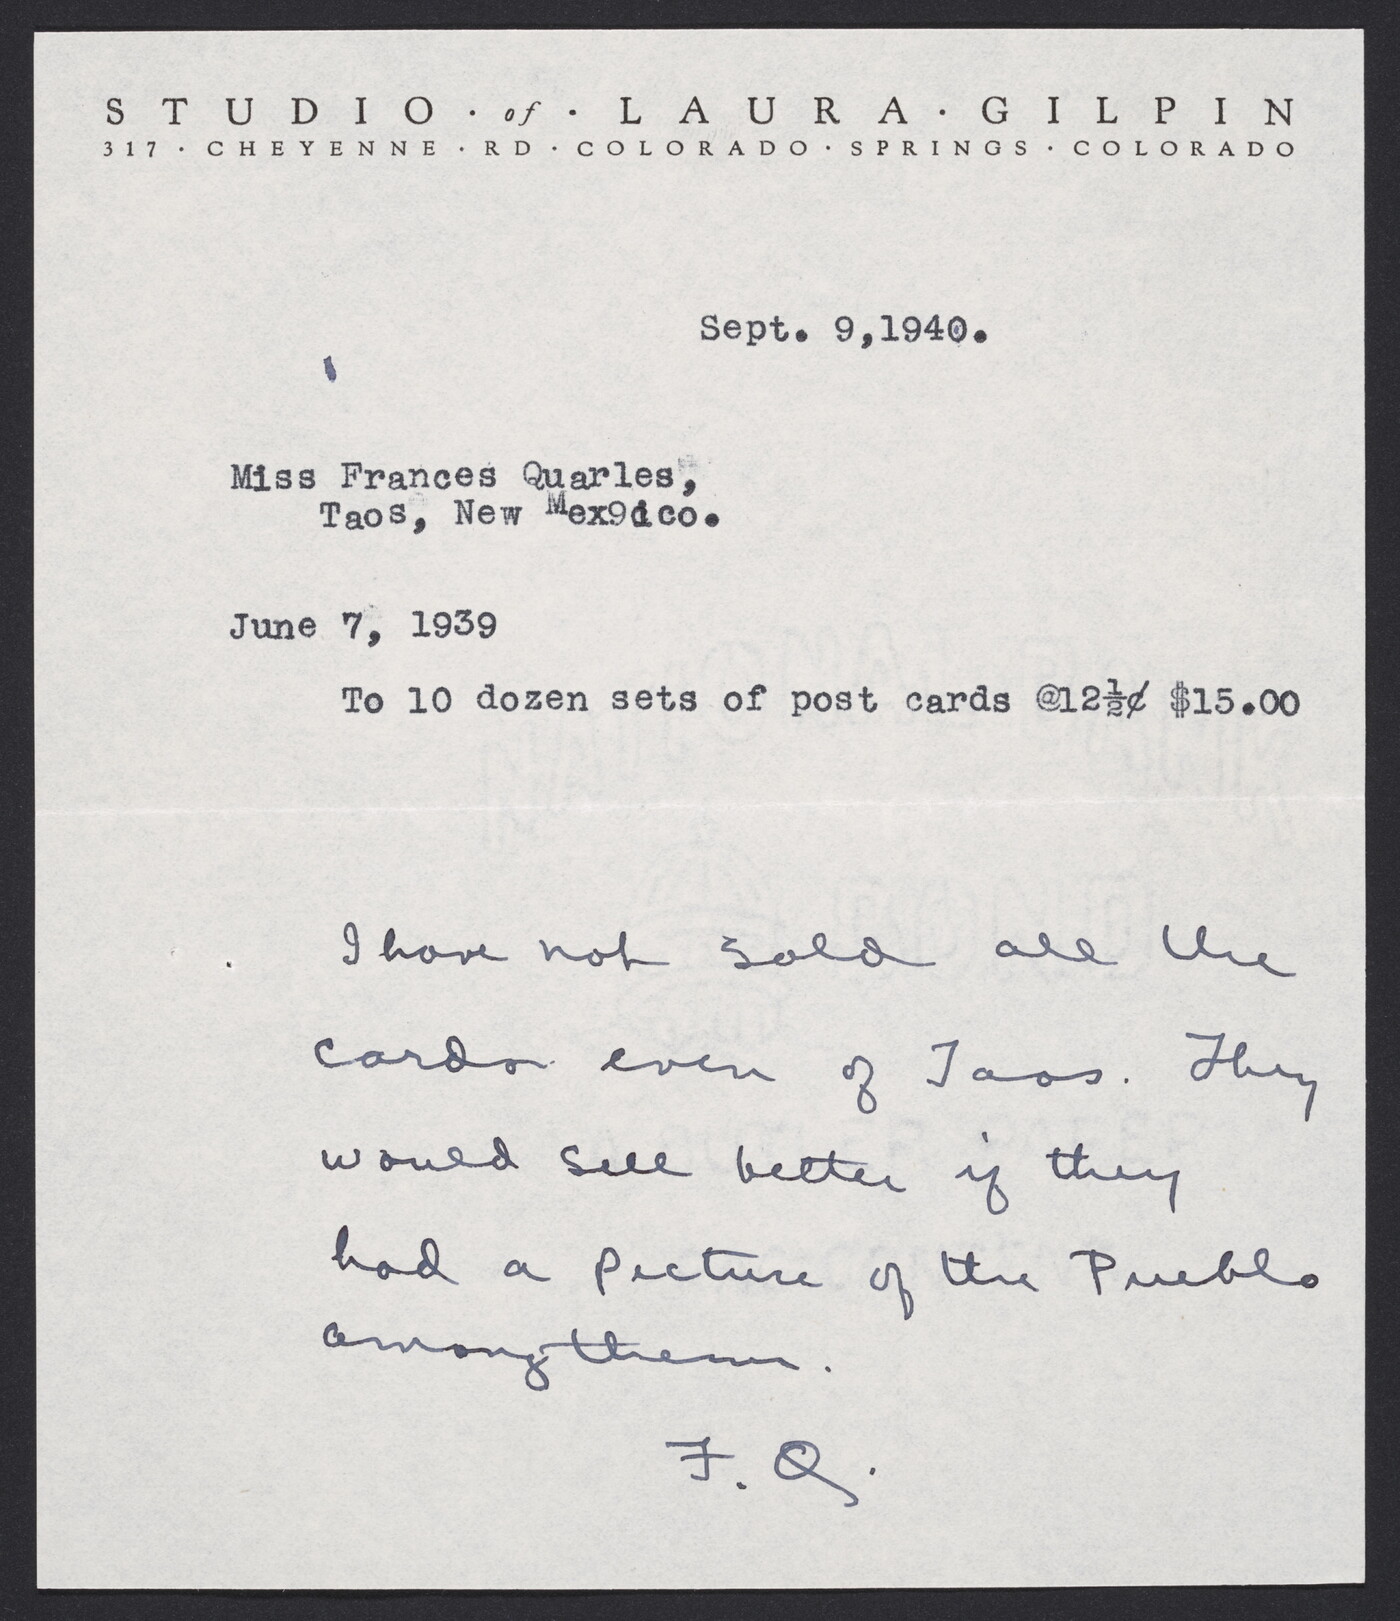 STUDIO · of · LAURA · GILPIN
317 · CHEYENNE · RD · COLORADO · SPRINGS · COLORADO
Sept. 9,1940.
Miss Frances Quarles,
Taos, New Mex9dico.
June 7, 1939
To 10 dozen sets of post cards @12½¢ $15.00
I have not sold all the
cards even of Taos. They
would sell better if they
had a picture of the Pueblo
among them.
F. Q.